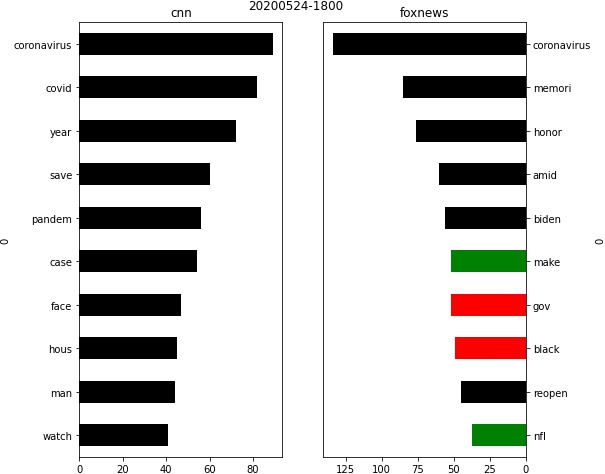 20200524-1800
cnn
foxnews
coronavirus
covid
year
save
pandem
case
face
hous
man
watch
0
0 20 40 60 80
coronavirus
memori
honor
amid
biden
make
gov
black
reopen
nfl
0
125 100 75 50 25 0